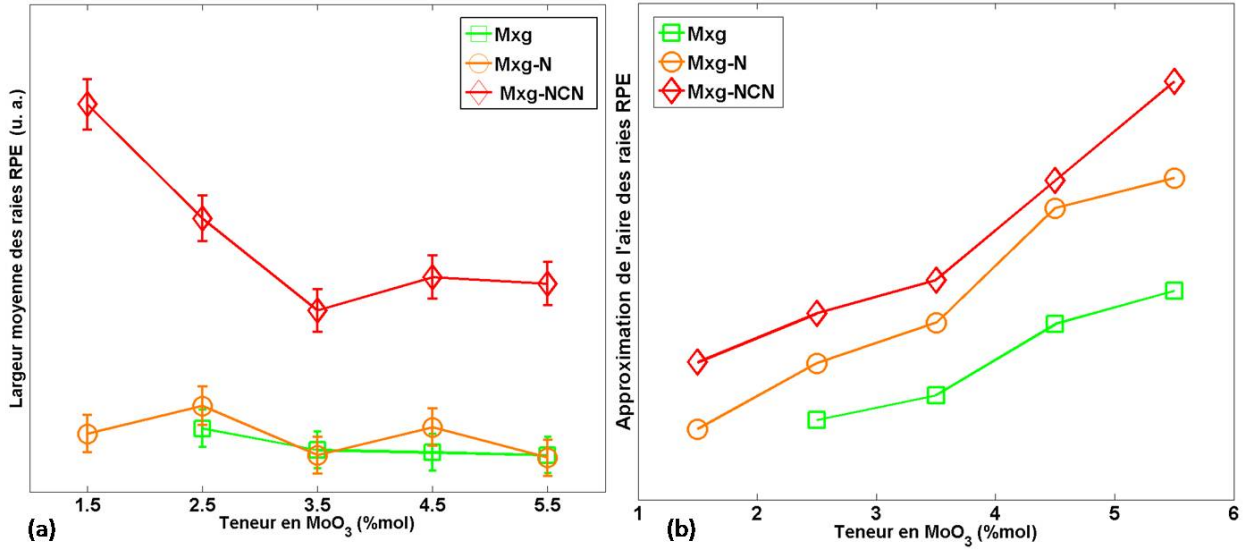 Largeur moyenne des raies RPE (u. a.)
Mxg
Mxg-N
Mxg-NCN
1.5 2.5 3.5 4.5 5.5
Teneur en MoO3 (%mol)
(a)
Approximation de l'aire des raies RPE
Mxg
Mxg-N
Mxg-NCN
1 2 3 4 5 6
Teneur en MoO3 (%mol)
(b)